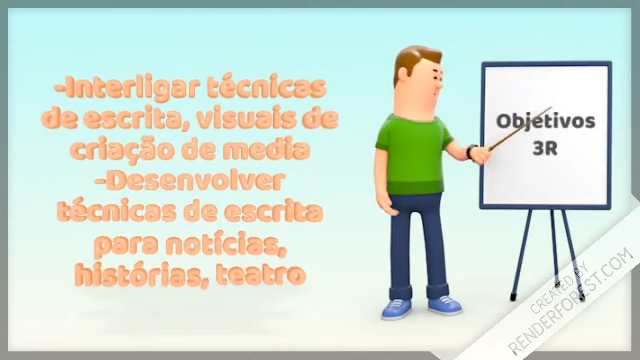 -Interligar técnicas
de escrita, visuais de
criação de media
-Desenvolver
técnicas de escrita
para notícias,
histórias, teatro
Objetivos
3R
CREATED BY
RENDERFOREST.COM